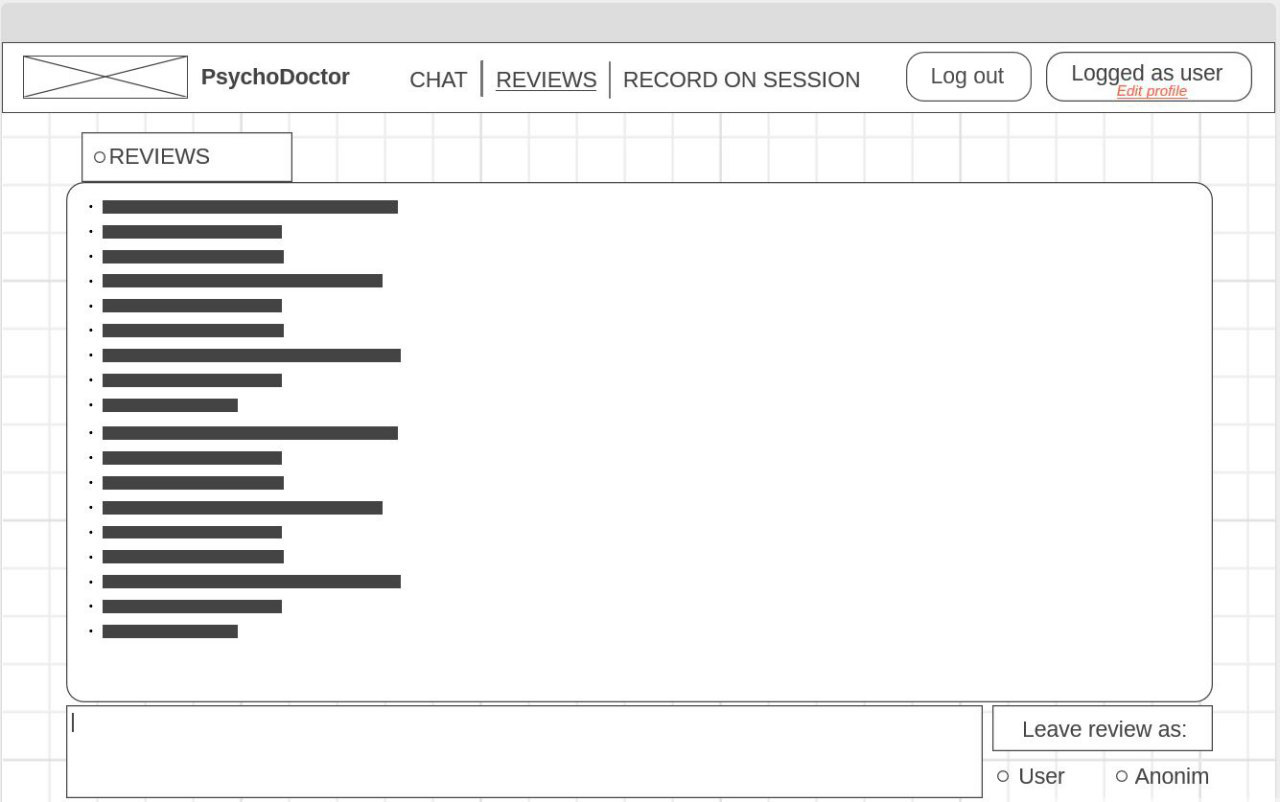 PsychoDoctor
CHAT
REVIEWS
RECORD ON SESSION
Log out
Logged as user
Edit profile
REVIEWS
Leave review as:
User
Anonim